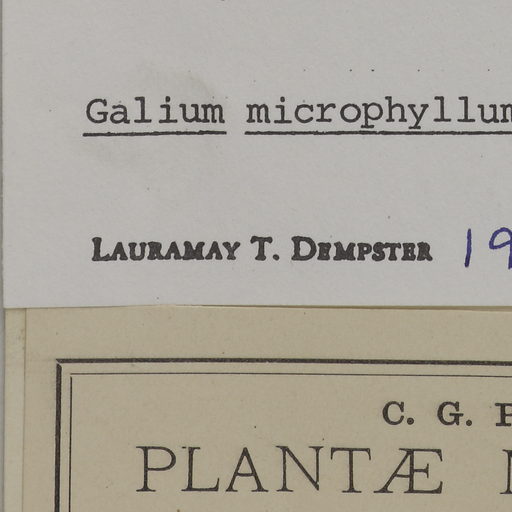 Galium microphyllum
LAURAMAY T. DEMPSTER 19
C. G.
PLANTÆ